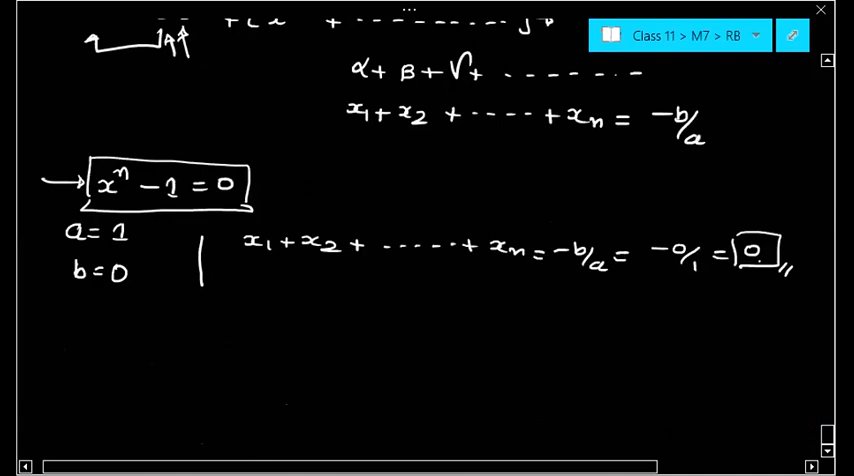 Class 11 > M7 > RB
α + β + γ + .......
x₁ + x₂ + ..... + xₙ = -b/a
xⁿ - 1 = 0
a = 1
b = 0
x₁ + x₂ + ...... + xₙ = -b/a = -0/1 = 0